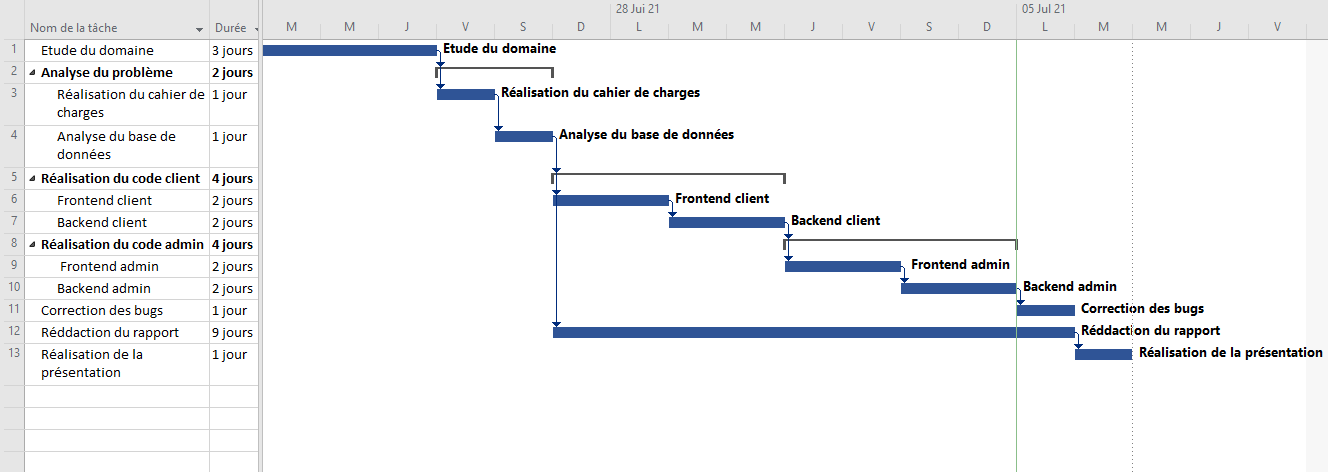 28 Jui 21 05 Jul 21
Nom de la tâche Durée M M J V S D L M M J V S D L M M J V
1 Etude du domaine 3 jours Etude du domaine
2 Analyse du problème 2 jours
3 Réalisation du cahier de 1 jour Réalisation du cahier de charges
charges
4 Analyse du base de 1 jour Analyse du base de données
données
5 Réalisation du code client 4 jours
6 Frontend client 2 jours Frontend client
7 Backend client 2 jours Backend client
8 Réalisation du code admin 4 jours
9 Frontend admin 2 jours Frontend admin
10 Backend admin 2 jours Backend admin
11 Correction des bugs 1 jour Correction des bugs
12 Réddaction du rapport 9 jours Réddaction du rapport
13 Réalisation de la 1 jour Réalisation de la présentation
présentation